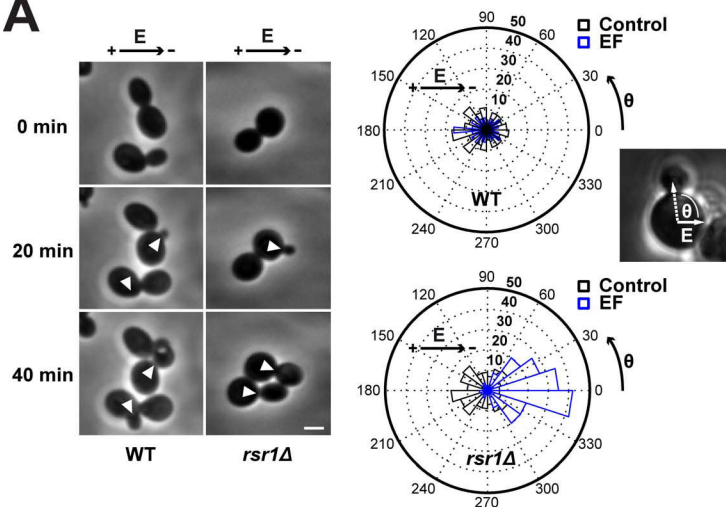 A
E
+ -
E
+ -
0 min
20 min
40 min
WT
rsr1Δ
90
120
60
50
40
30
20
10
150
30
180
0
210
330
240
300
270
E
+ -
WT
Control
EF
θ
θ
E
90
120
60
50
40
30
20
10
150
30
180
0
210
330
240
300
270
E
+ -
rsr1Δ
Control
EF
θ